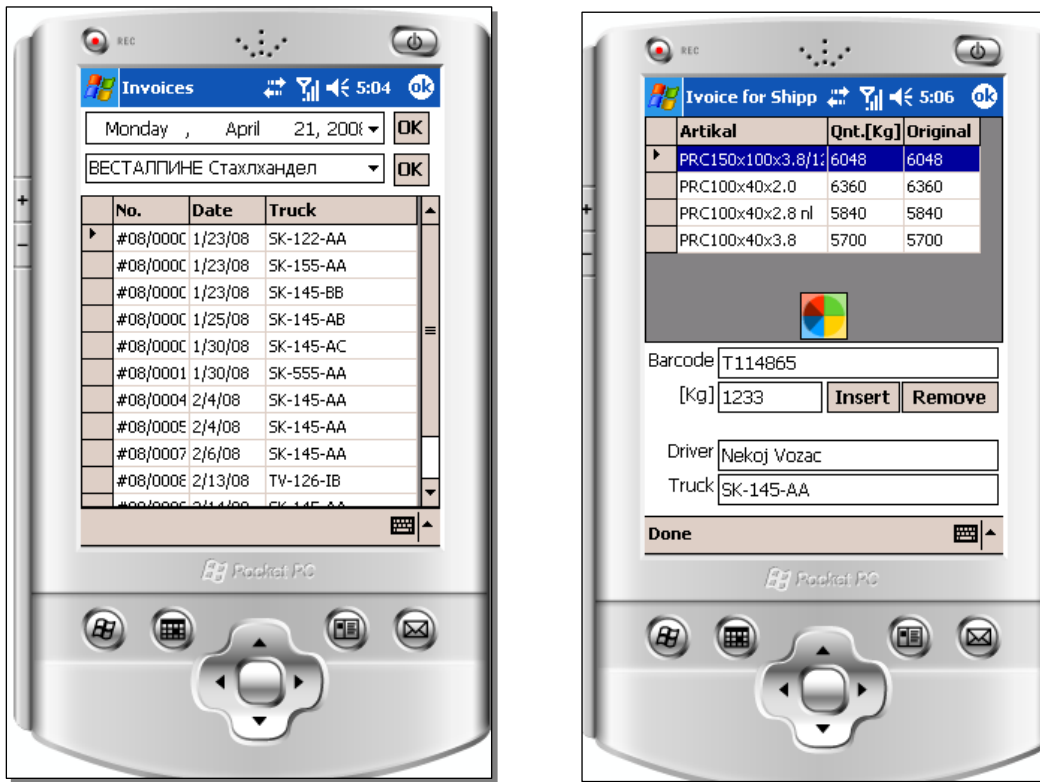 REC
Invoices 5:04 ok
Monday , April 21, 2008 OK
ВЕСТАЛПИНЕ Стахлхандел OK
No. Date Truck
#08/000C 1/23/08 SK-122-AA
#08/000C 1/23/08 SK-155-AA
#08/000C 1/23/08 SK-145-BB
#08/000C 1/25/08 SK-145-AB
#08/000C 1/30/08 SK-145-AC
#08/0001 1/30/08 SK-555-AA
#08/0004 2/4/08 SK-145-AA
#08/0005 2/4/08 SK-145-AA
#08/0007 2/6/08 SK-145-AA
#08/0008 2/13/08 TV-126-IB
Pocket PC
REC
Ivoice for Shipp 5:06 ok
Artikal Qnt.[Kg] Original
PRC150x100x3.8/12 6048 6048
PRC100x40x2.0 6360 6360
PRC100x40x2.8 nl 5840 5840
PRC100x40x3.8 5700 5700
Barcode T114865
[Kg] 1233 Insert Remove
Driver Nekoj Vozac
Truck SK-145-AA
Done
Pocket PC